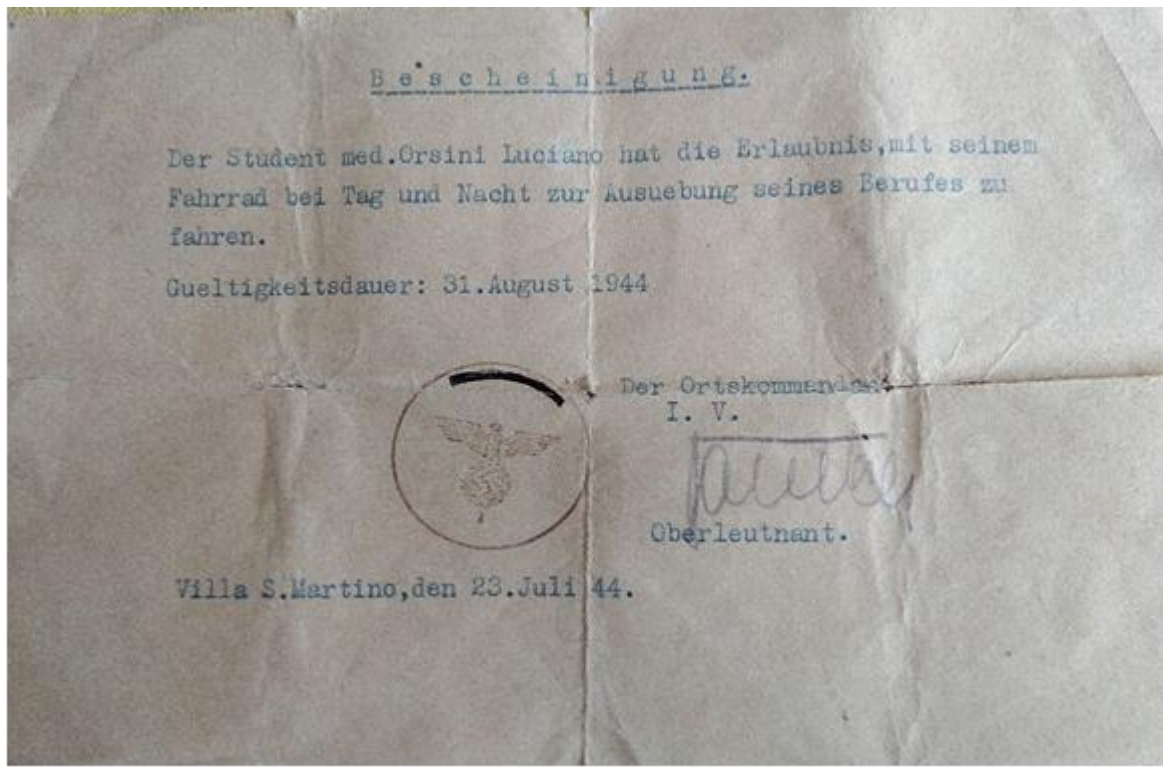 Bescheinigung.
Der Student med.Orsini Luciano hat die Erlaubnis,mit seinem
Fahrrad bei Tag und Nacht zur Ausuebung seines Berufes zu
fahren.
Gueltigkeitsdauer: 31.August 1944
Der Ortskommandant
I. V.
Oberleutnant.
Villa S.Martino,den 23.Juli 44.